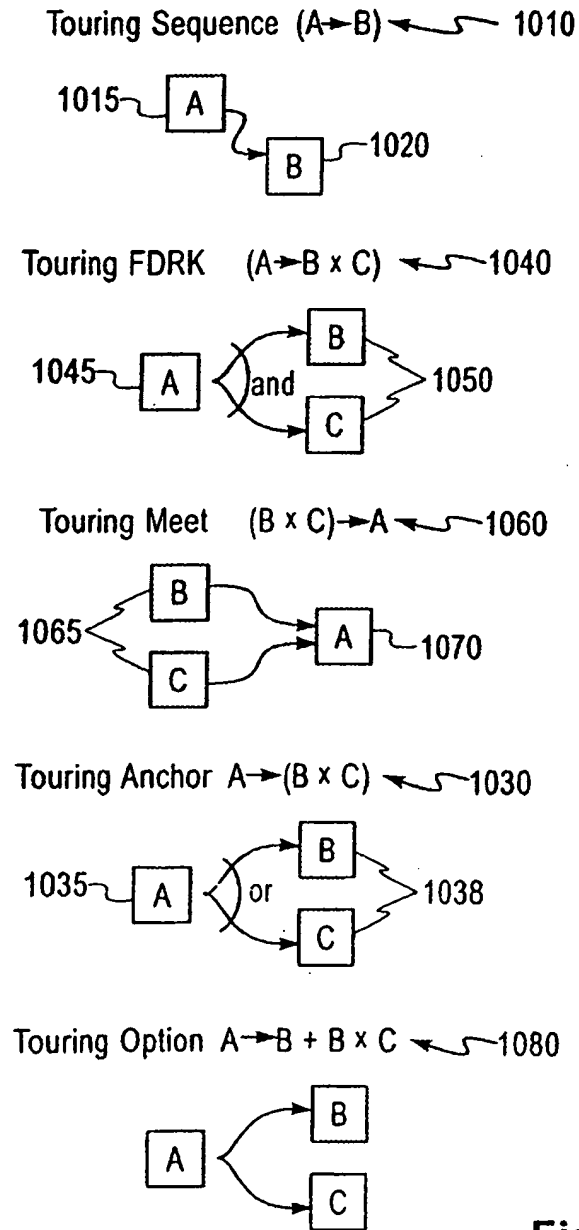 Touring Sequence (A→B) 1010
1015 A
B 1020
Touring FDRK (A→B x C) 1040
B
1045 A and 1050
C
Touring Meet (B x C)→A 1060
B
1065 A 1070
C
Touring Anchor A→(B x C) 1030
B
1035 A or 1038
C
Touring Option A→B + B x C 1080
B
A
C